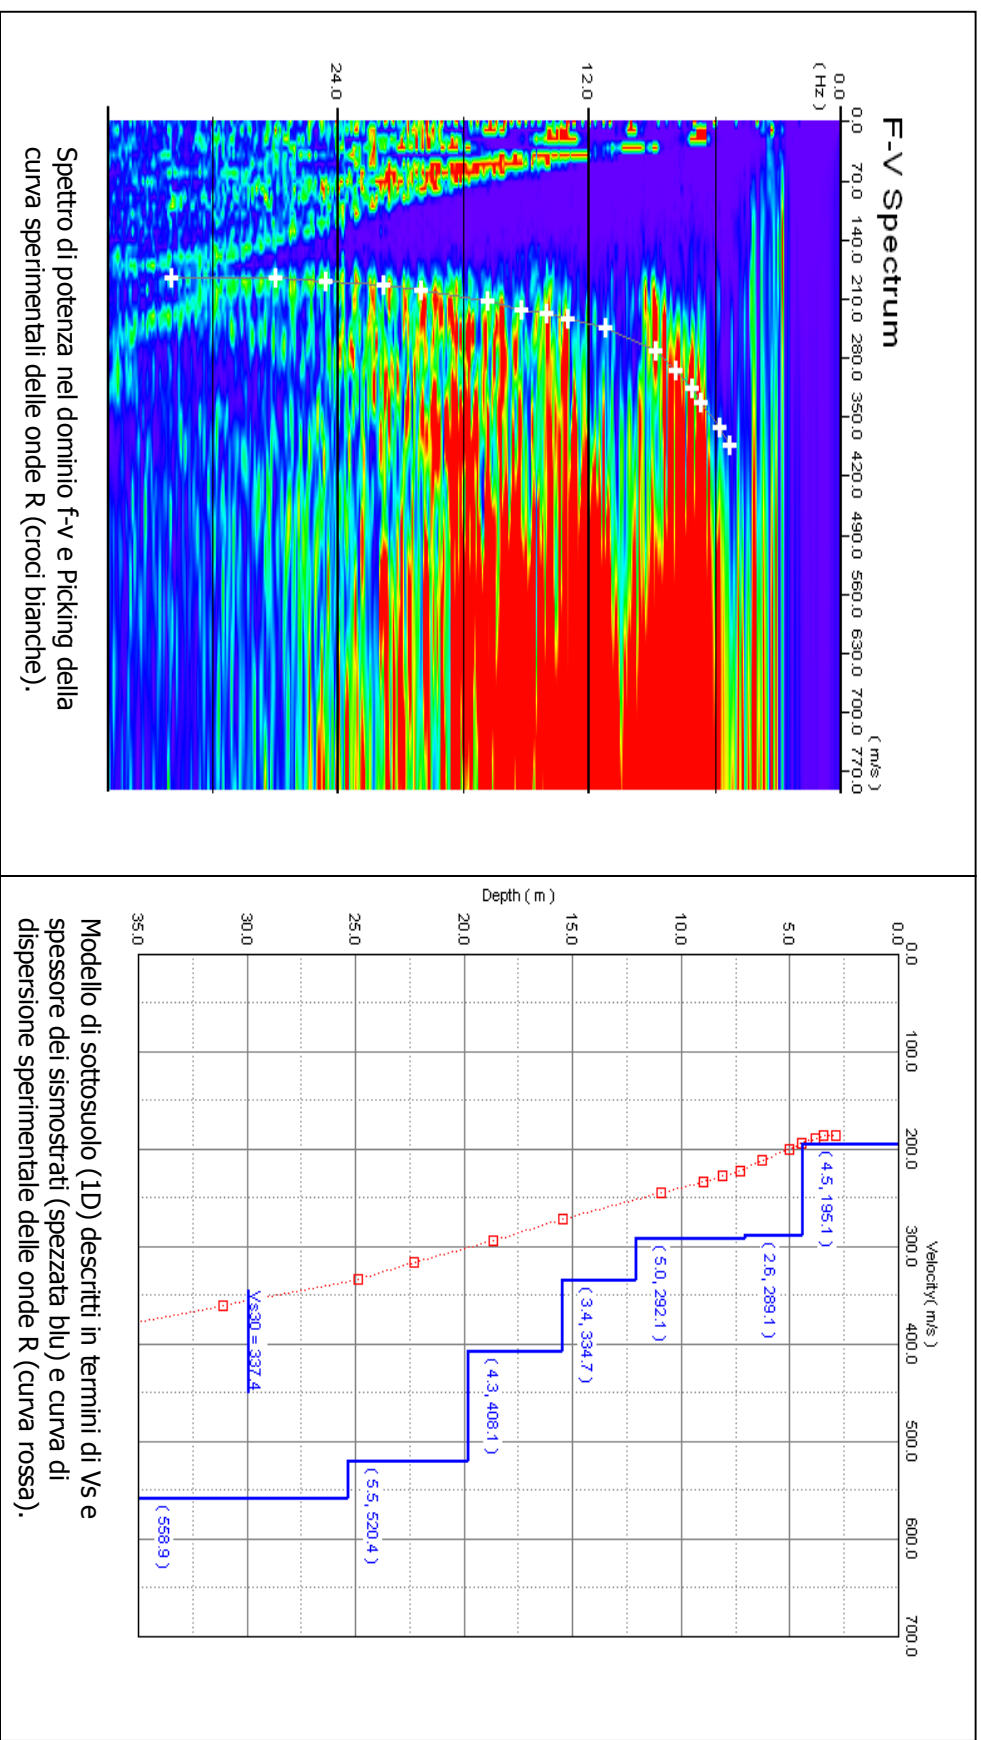 F-V Spectrum
( m/s )
0.0 70.0 140.0 210.0 280.0 350.0 420.0 490.0 560.0 630.0 700.0 770.0
0.0
( Hz )
12.0
24.0
Spettro di potenza nel dominio f-v e Picking della
curva sperimentali delle onde R (croci bianche).
Velocity( m/s )
0.0 100.0 200.0 300.0 400.0 500.0 600.0 700.0
0.0
5.0
10.0
15.0
20.0
25.0
30.0
35.0
Depth ( m )
( 4.5, 195.1 )
( 2.6, 289.1 )
( 5.0, 292.1 )
( 3.4, 334.7 )
( 4.3, 408.1 )
( 5.5, 520.4 )
Vs30 = 337.4
( 558.9 )
Modello di sottosuolo (1D) descritti in termini di Vs e
spessore dei sismostrati (spezzata blu) e curva di
dispersione sperimentale delle onde R (curva rossa).